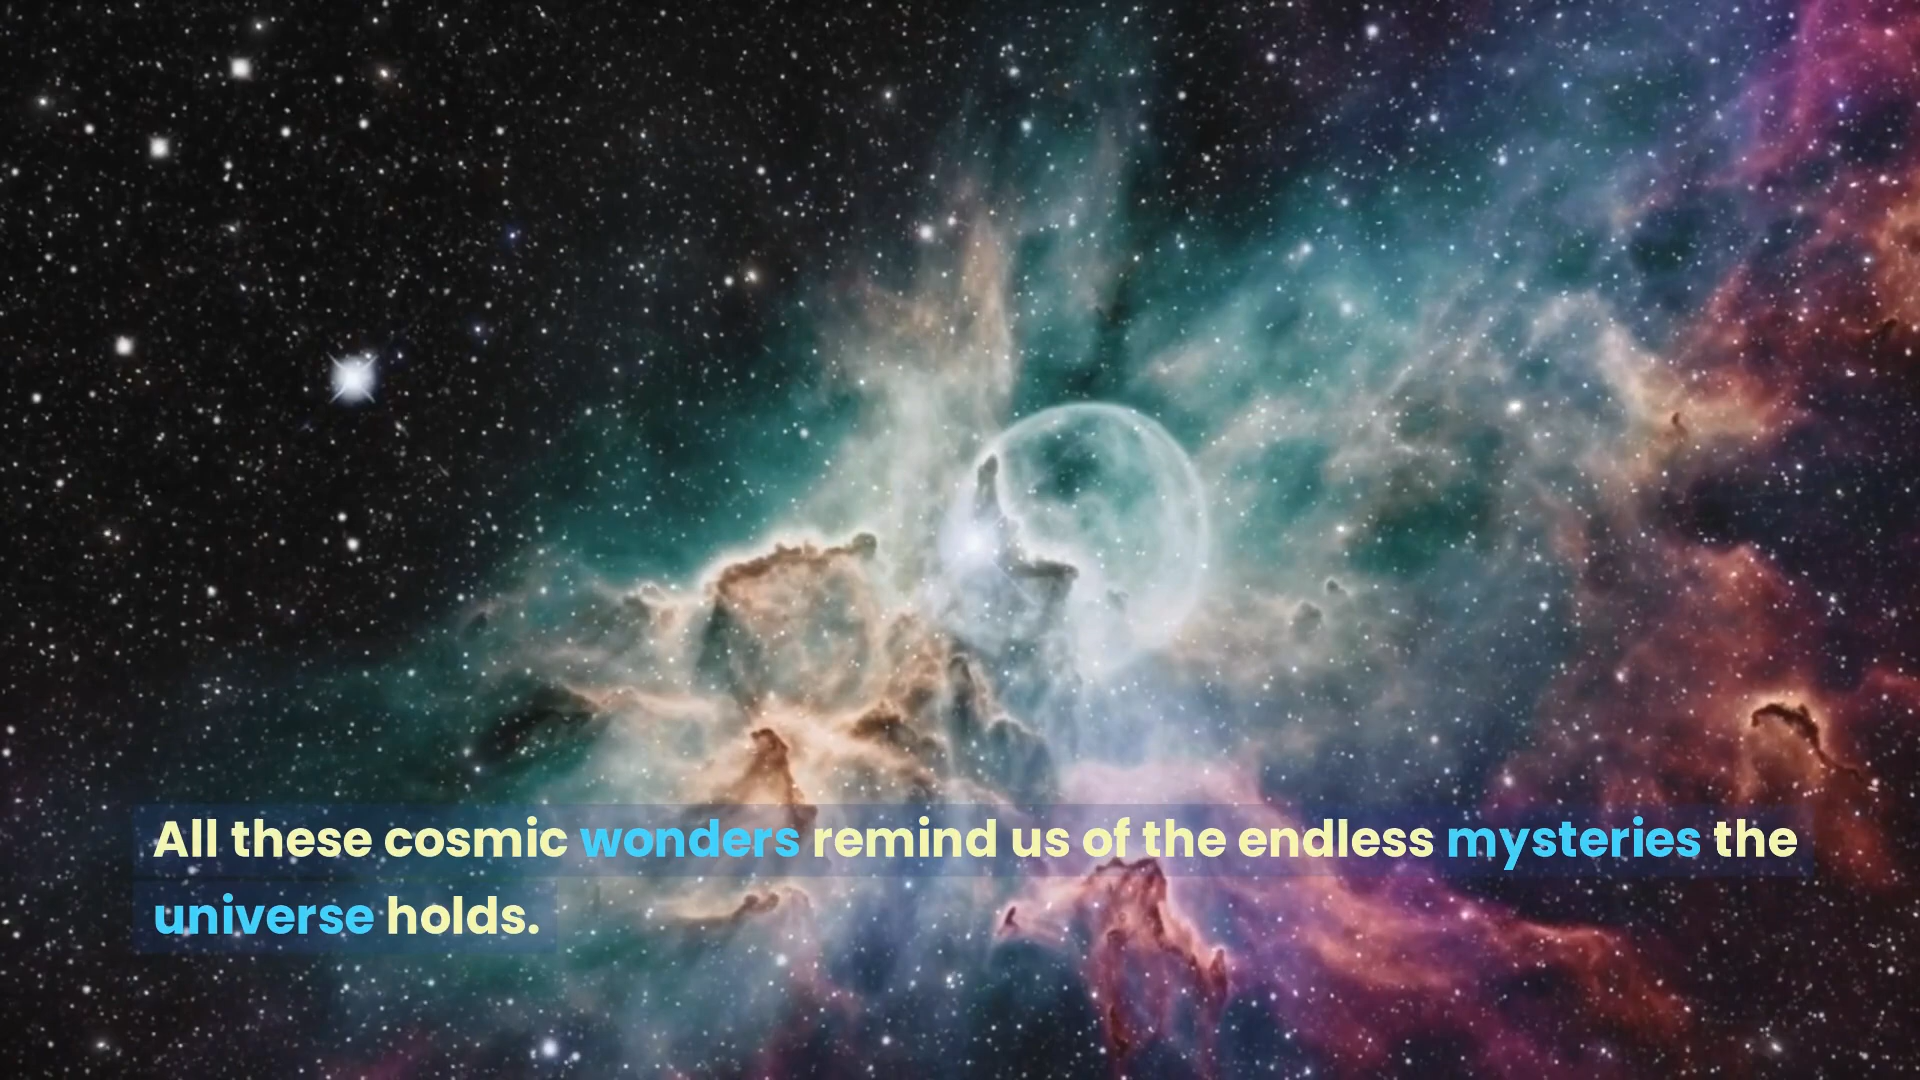 All these cosmic wonders remind us of the endless mysteries the
universe holds.